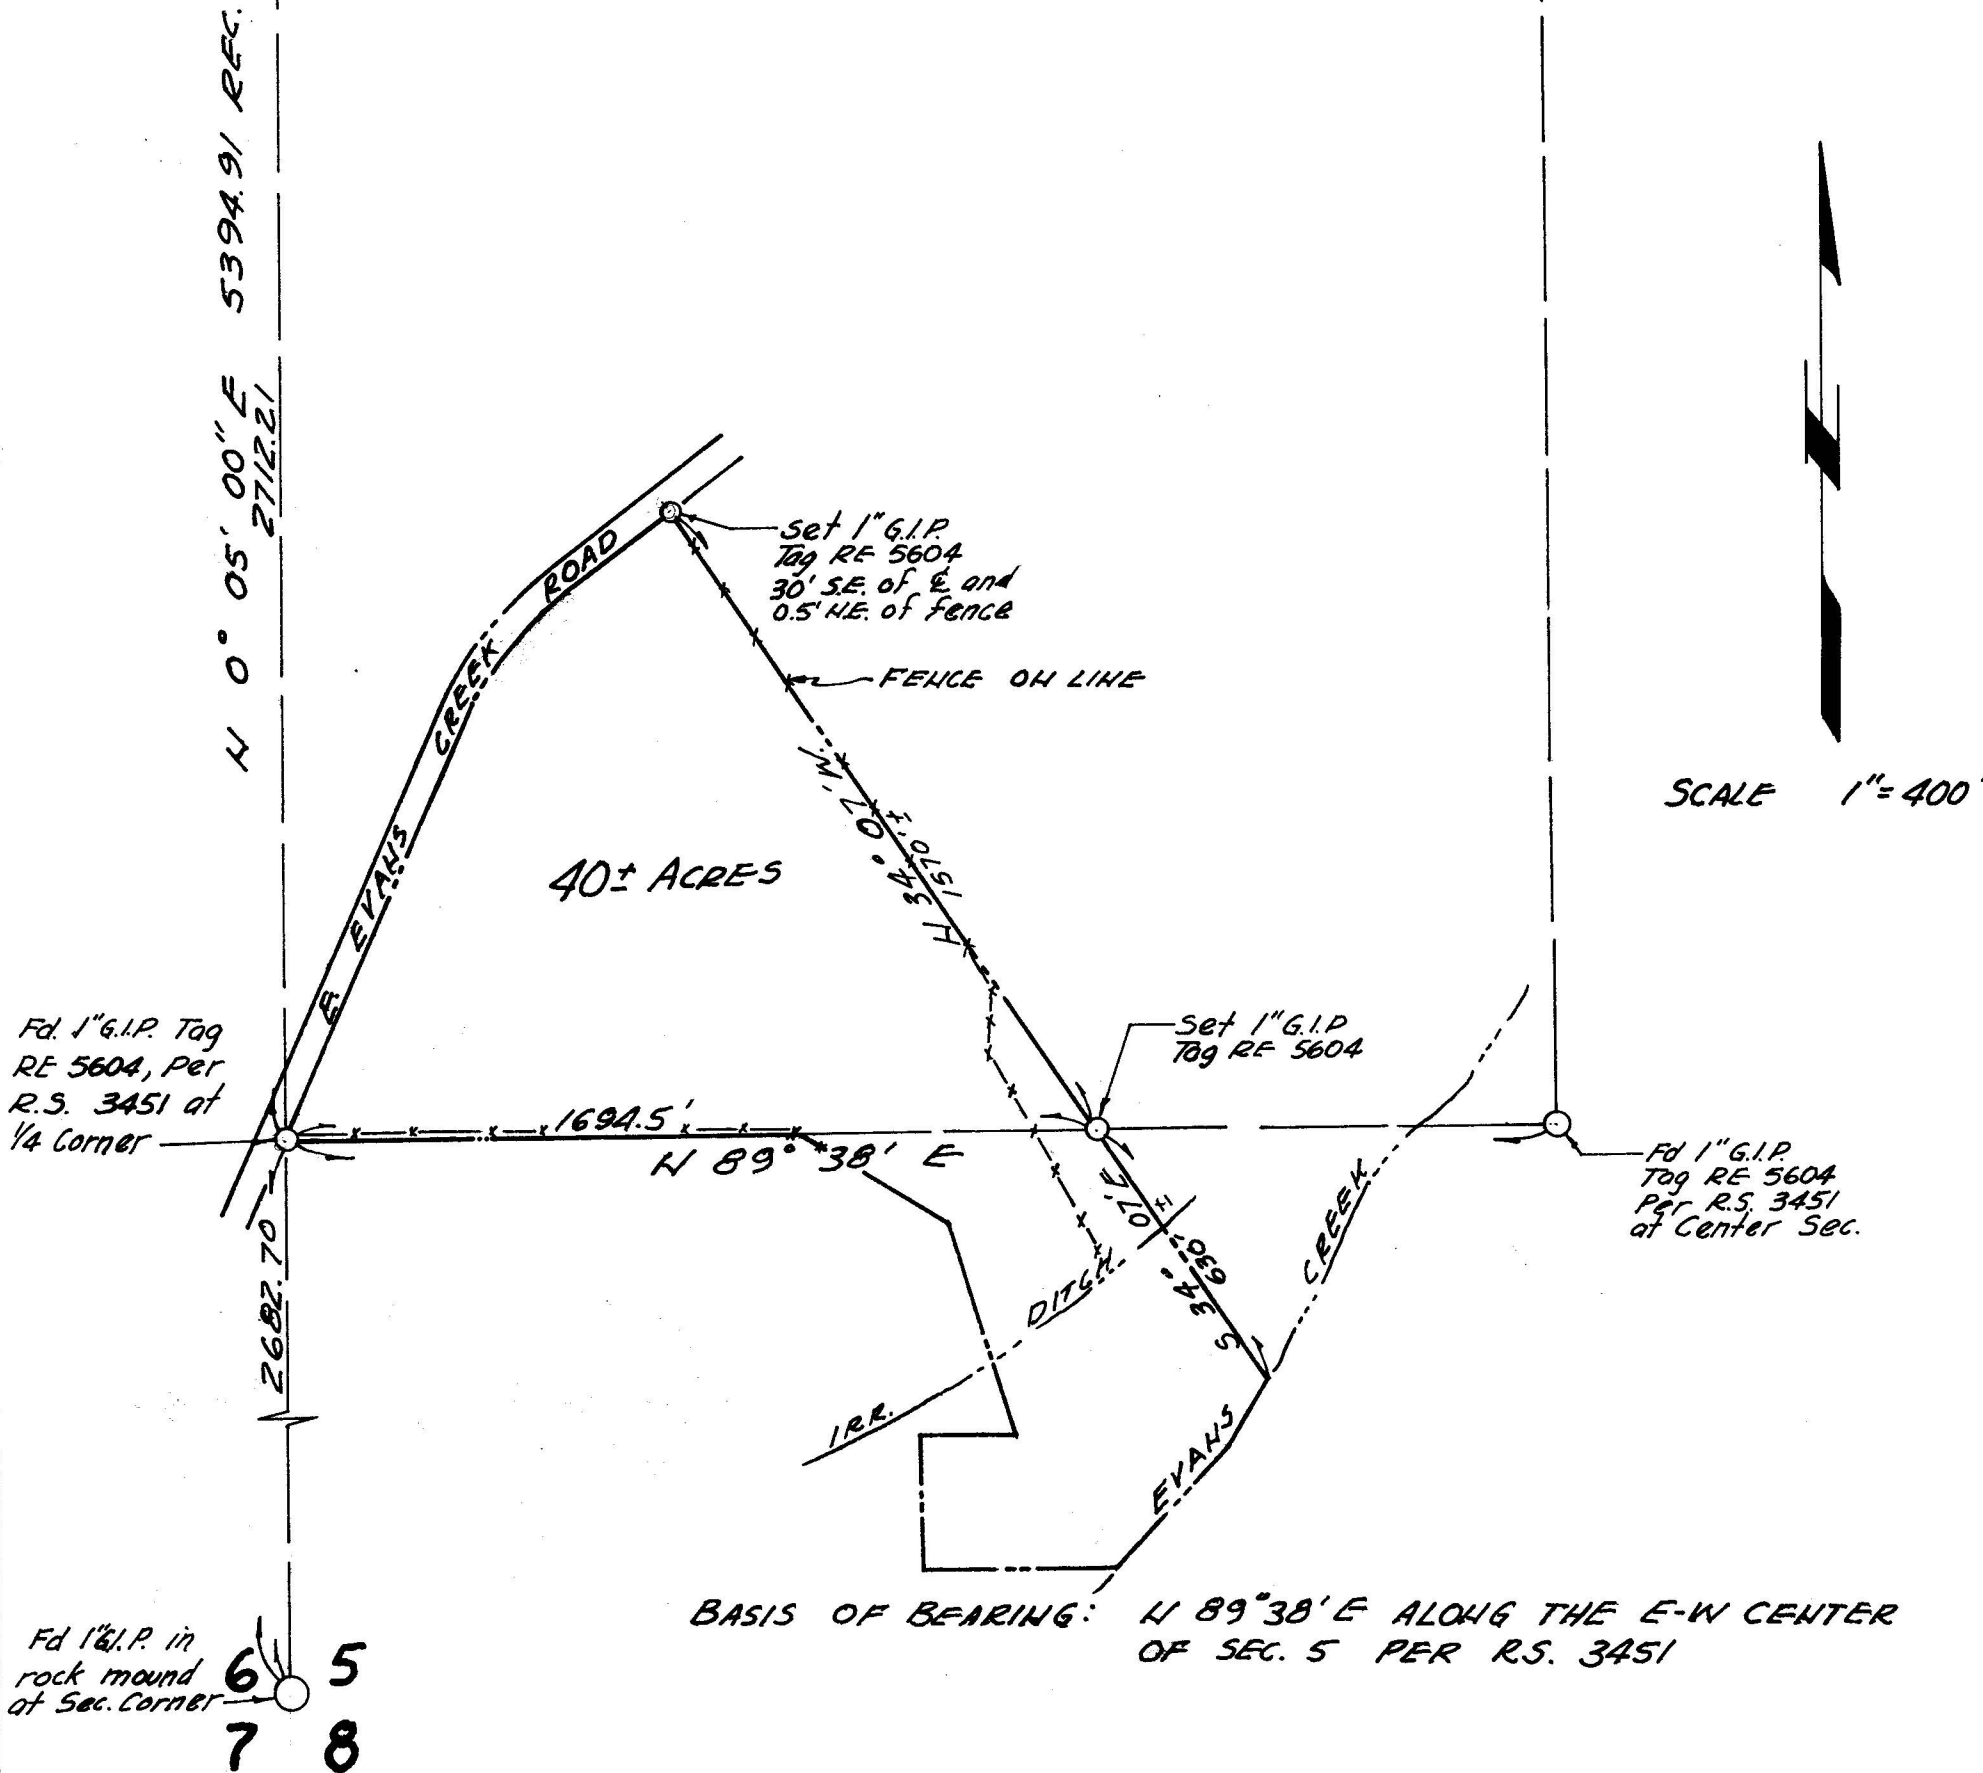 N 0° 05' 00" E 5394.91 REC.
2712.21
Set 1" G.I.P.
Tag RE 5604
30' S.E. of ℄ and
0.5' N.E. of fence
FENCE ON LINE
E. EVANS CREEK ROAD
N 34° 07' W.
1570'±
SCALE 1"=400'
40± ACRES
Fd. 1" G.I.P. Tag
RE 5604, Per
R.S. 3451 at
1/4 Corner
Set 1" G.I.P
Tag RE 5604
1694.5'
N 89° 38' E
Fd 1" G.I.P.
Tag RE 5604
Per R.S. 3451
at Center Sec.
S 34° 07' E
630'±
2682.70
IRR. DITCH
EVANS CREEK
BASIS OF BEARING: N 89°38' E ALONG THE E-W CENTER
OF SEC. 5 PER R.S. 3451
Fd 1" G.I.P. in
rock mound
at Sec. Corner
6 5
7 8
N